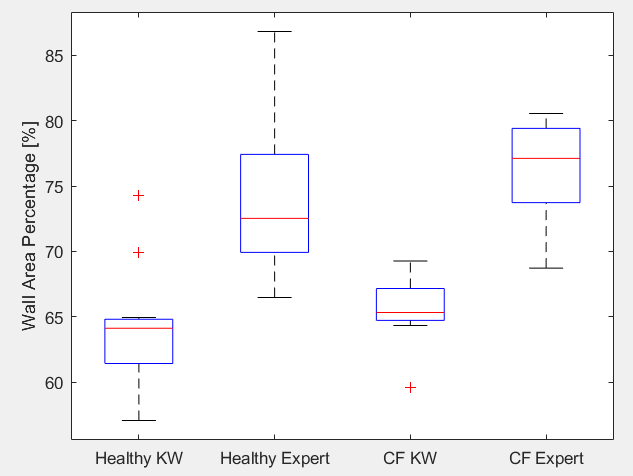 Wall Area Percentage [%]
85
80
75
70
65
60
Healthy KW
Healthy Expert
CF KW
CF Expert